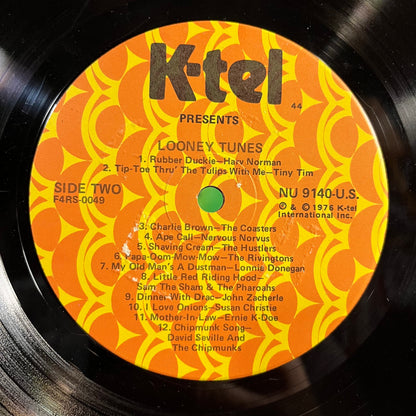 K-tel
44
PRESENTS
LOONEY TUNES
1. Rubber Duckie—Harv Norman
2. Tip-Toe Thru' The Tulips With Me—Tiny Tim
SIDE TWO
F4RS-0049
NU 9140-U.S.
© & ℗ 1976 K-tel
International Inc.
3. Charlie Brown—The Coasters
4. Ape Call—Nervous Norvus
5. Shaving Cream—The Hustlers
6. Papa-Oom-Mow-Mow—The Rivingtons
7. My Old Man's A Dustman—Lonnie Donegan
8. Little Red Riding Hood—
Sam The Sham & The Pharoahs
9. Dinner With Drac—John Zacherle
10. I Love Onions—Susan Christie
11. Mother-In-Law—Ernie K-Doe
12. Chipmunk Song—
David Seville And
The Chipmunks